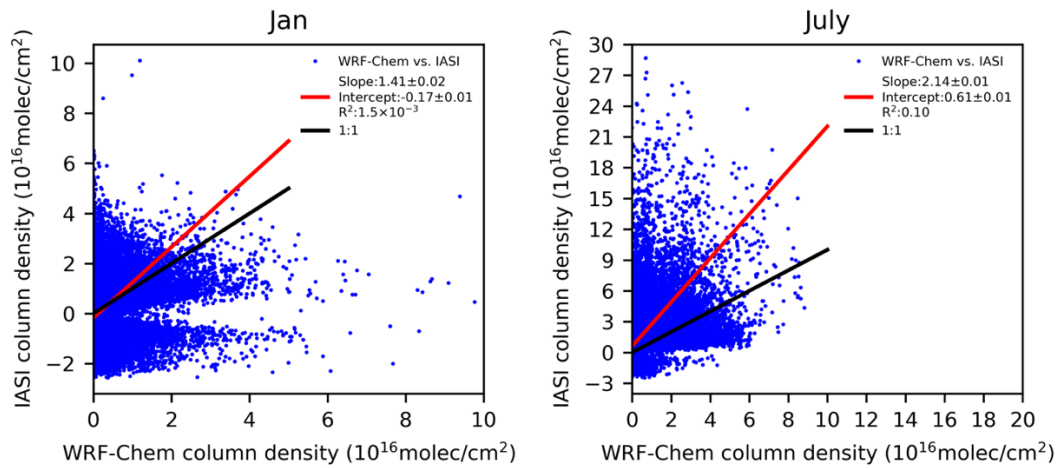 Jan
IASI column density (10¹⁶molec/cm²)
10
8
6
4
2
0
−2
WRF-Chem vs. IASI
Slope:1.41±0.02
Intercept:-0.17±0.01
R²:1.5×10⁻³
1:1
0 2 4 6 8 10
WRF-Chem column density (10¹⁶molec/cm²)
July
IASI column density (10¹⁶molec/cm²)
30
27
24
21
18
15
12
9
6
3
0
−3
WRF-Chem vs. IASI
Slope:2.14±0.01
Intercept:0.61±0.01
R²:0.10
1:1
0 2 4 6 8 10 12 14 16 18 20
WRF-Chem column density (10¹⁶molec/cm²)